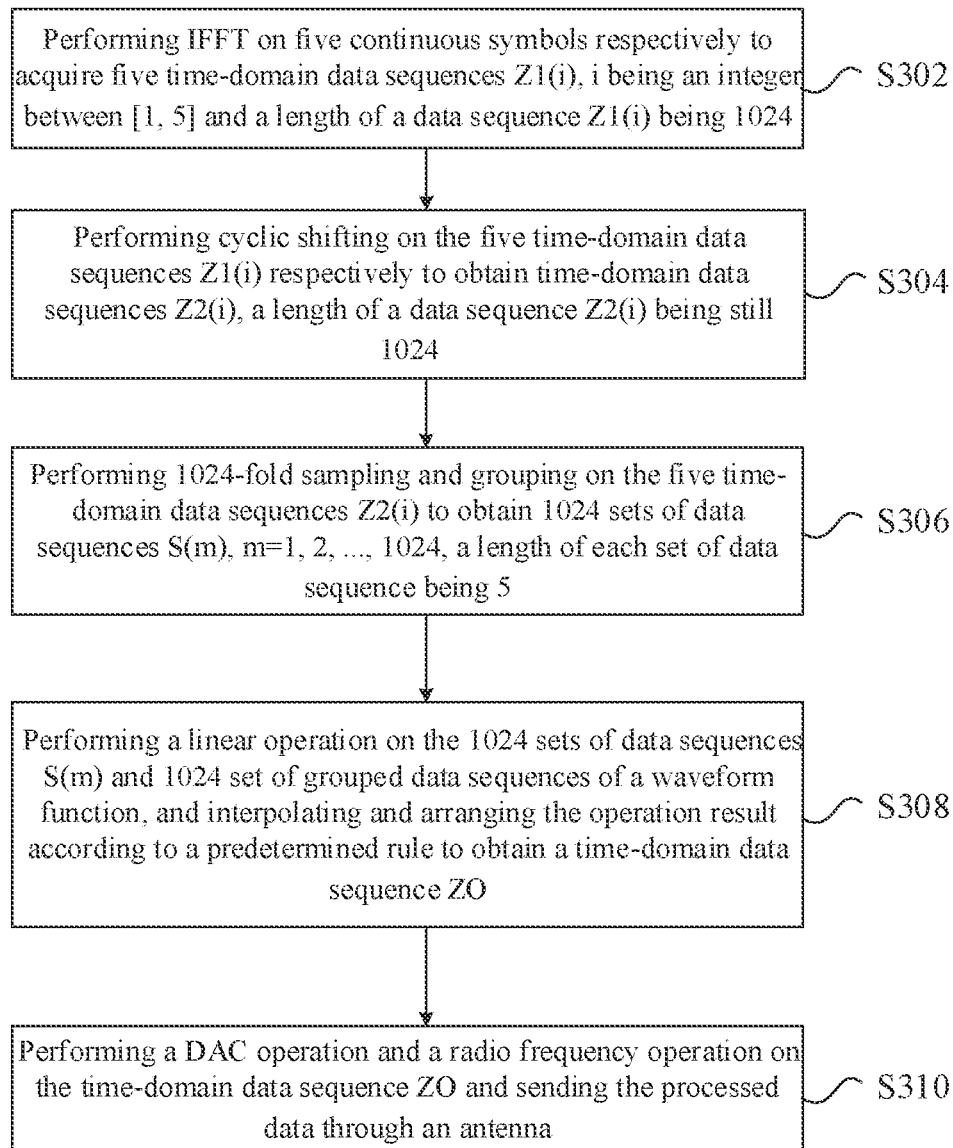 Performing IFFT on five continuous symbols respectively to
acquire five time-domain data sequences Z1(i), i being an integer
between [1, 5] and a length of a data sequence Z1(i) being 1024
S302
Performing cyclic shifting on the five time-domain data
sequences Z1(i) respectively to obtain time-domain data
sequences Z2(i), a length of a data sequence Z2(i) being still
1024
S304
Performing 1024-fold sampling and grouping on the five time-
domain data sequences Z2(i) to obtain 1024 sets of data
sequences S(m), m=1, 2, ..., 1024, a length of each set of data
sequence being 5
S306
Performing a linear operation on the 1024 sets of data sequences
S(m) and 1024 set of grouped data sequences of a waveform
function, and interpolating and arranging the operation result
according to a predetermined rule to obtain a time-domain data
sequence ZO
S308
Performing a DAC operation and a radio frequency operation on
the time-domain data sequence ZO and sending the processed
data through an antenna
S310